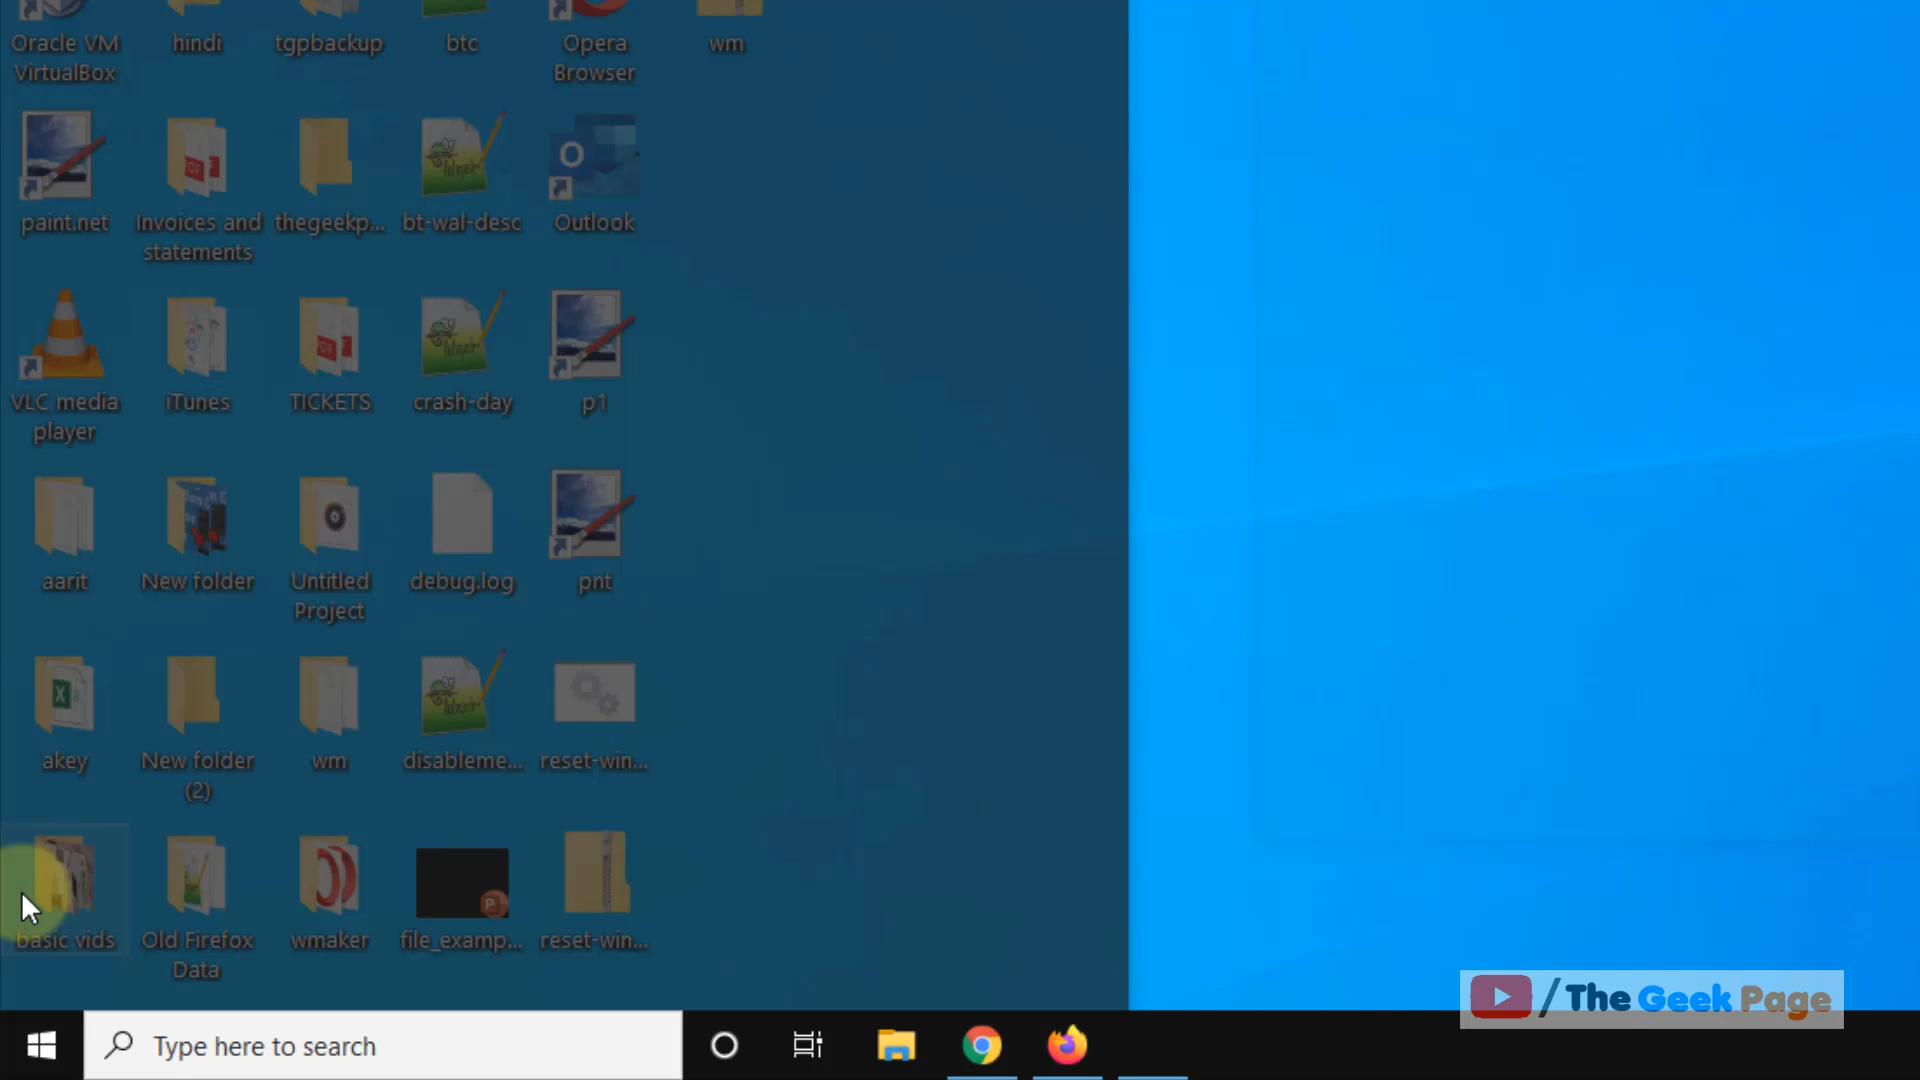 Oracle VM
VirtualBox
hindi
tgpbackup
btc
Opera
Browser
wm
paint.net
Invoices and
statements
thegeekp...
bt-wal-desc
Outlook
VLC media
player
iTunes
TICKETS
crash-day
p1
aarit
New folder
Untitled
Project
debug.log
pnt
akey
New folder
(2)
wm
disableme...
reset-win...
basic vids
Old Firefox
Data
wmaker
file_examp...
reset-win...
/The Geek Page
Type here to search